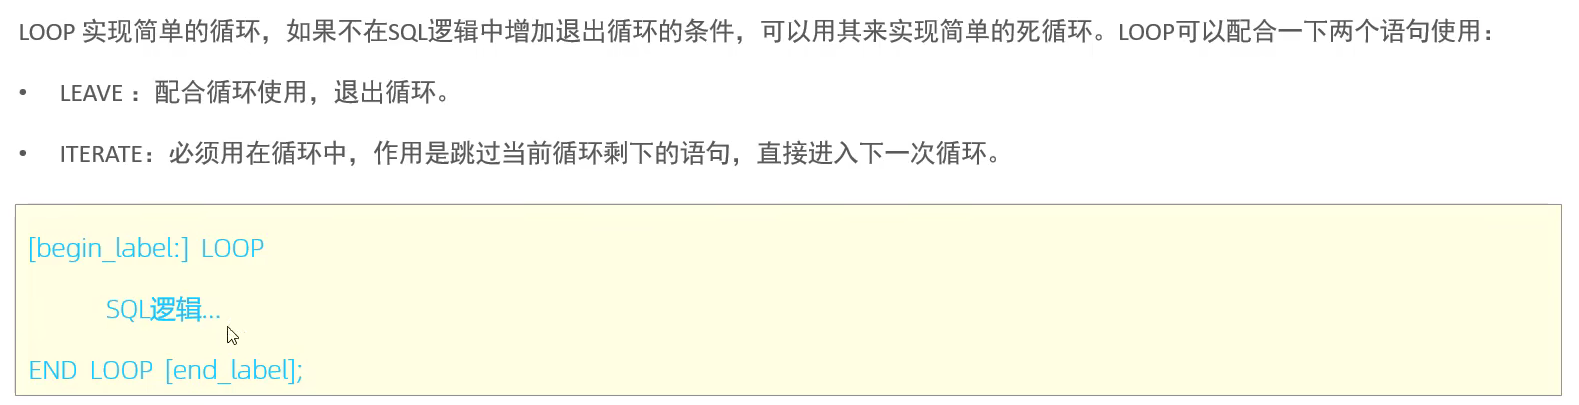 LOOP 实现简单的循环，如果不在SQL逻辑中增加退出循环的条件，可以用其来实现简单的死循环。LOOP可以配合一下两个语句使用：
• LEAVE ：配合循环使用，退出循环。
• ITERATE：必须用在循环中，作用是跳过当前循环剩下的语句，直接进入下一次循环。
[begin_label:] LOOP
SQL逻辑...
END LOOP [end_label];